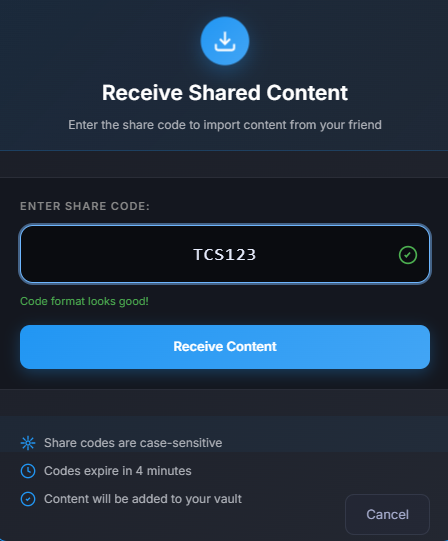 Receive Shared Content
Enter the share code to import content from your friend
ENTER SHARE CODE:
TCS123
Code format looks good!
Receive Content
Share codes are case-sensitive
Codes expire in 4 minutes
Content will be added to your vault
Cancel